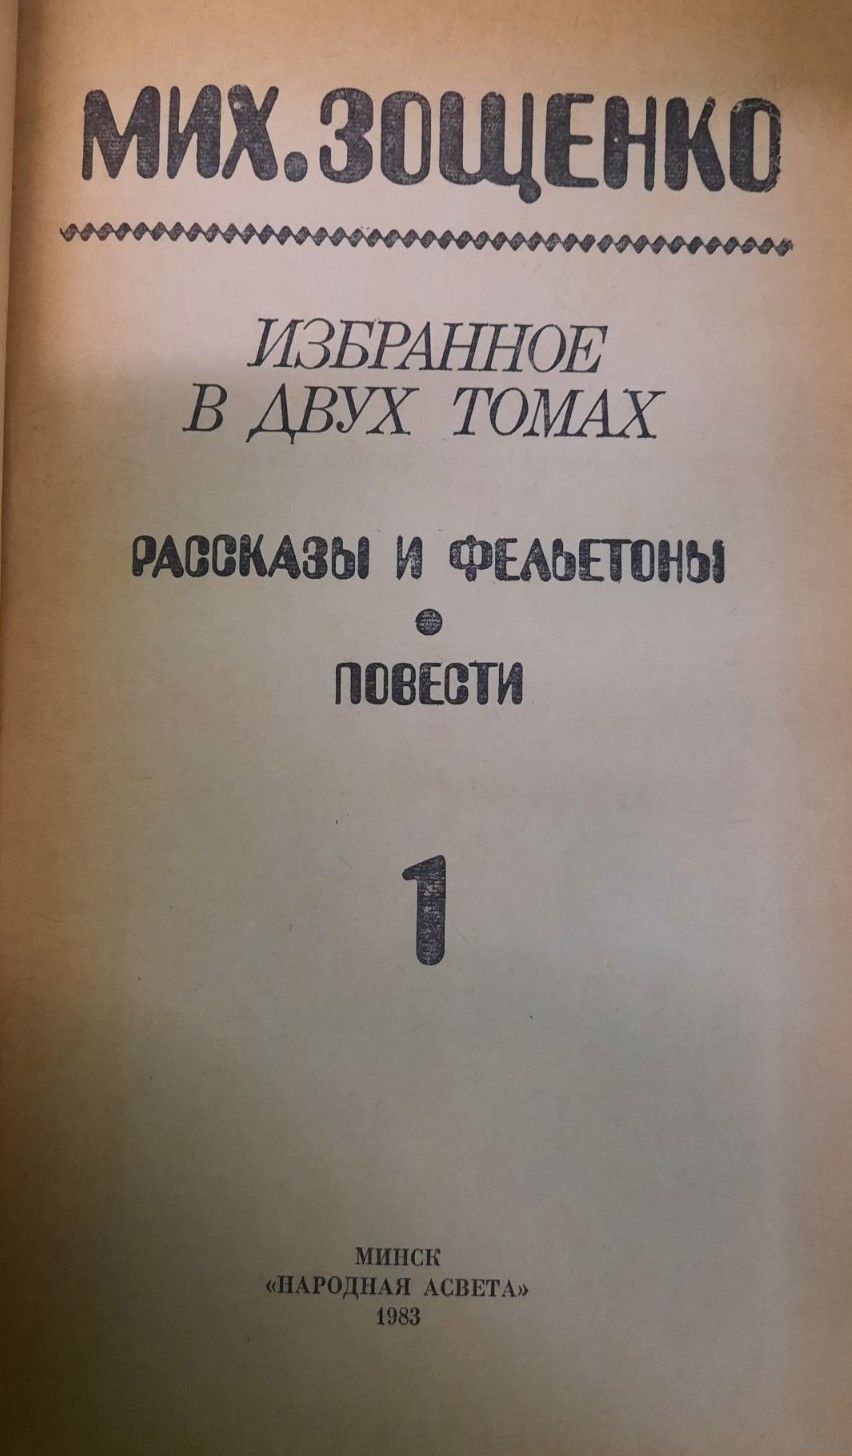 МИХ. ЗОЩЕНКО
ИЗБРАННОЕ
В ДВУХ ТОМАХ
РАССКАЗЫ И ФЕЛЬЕТОНЫ
•
ПОВЕСТИ
1
МИНСК
«НАРОДНАЯ АСВЕТА»
1983